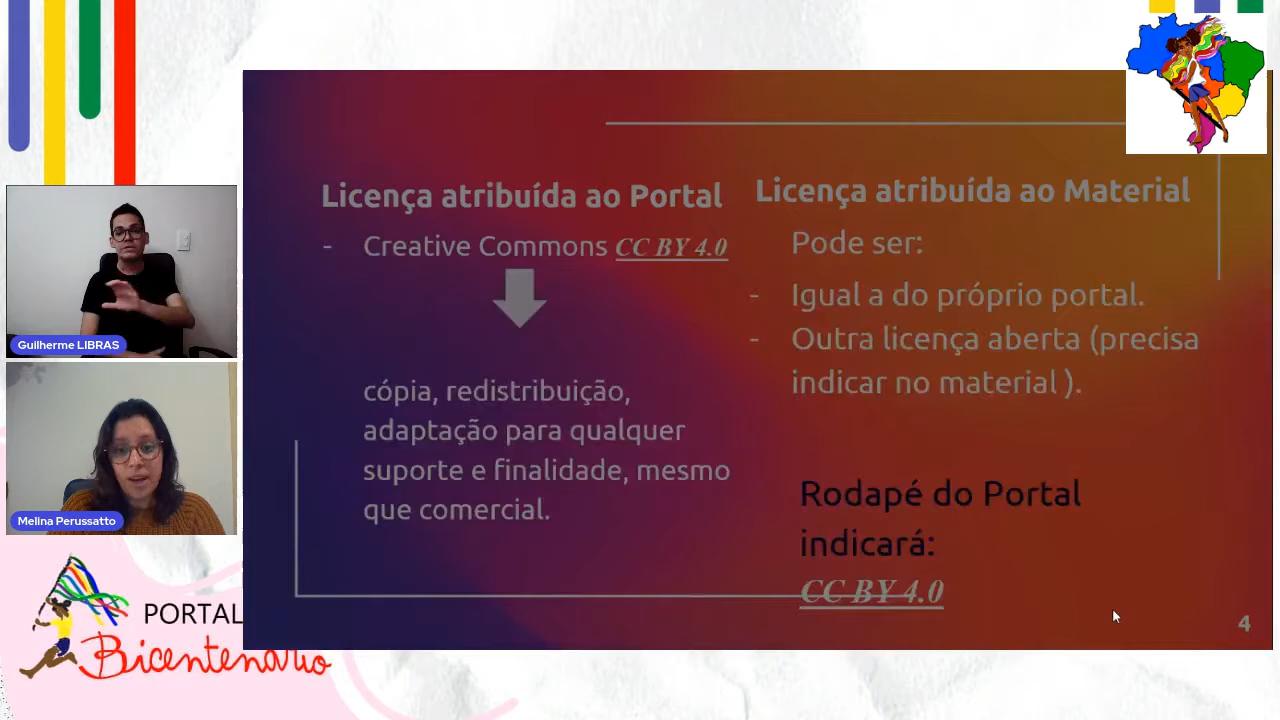 Licença atribuída ao Portal
- Creative Commons CC BY 4.0
cópia, redistribuição,
adaptação para qualquer
suporte e finalidade, mesmo
que comercial.
Licença atribuída ao Material
Pode ser:
- Igual a do próprio portal.
- Outra licença aberta (precisa
indicar no material ).
Rodapé do Portal
indicará:
CC BY 4.0
4
Guilherme LIBRAS
Melina Perussatto
PORTAL
Bicentenário